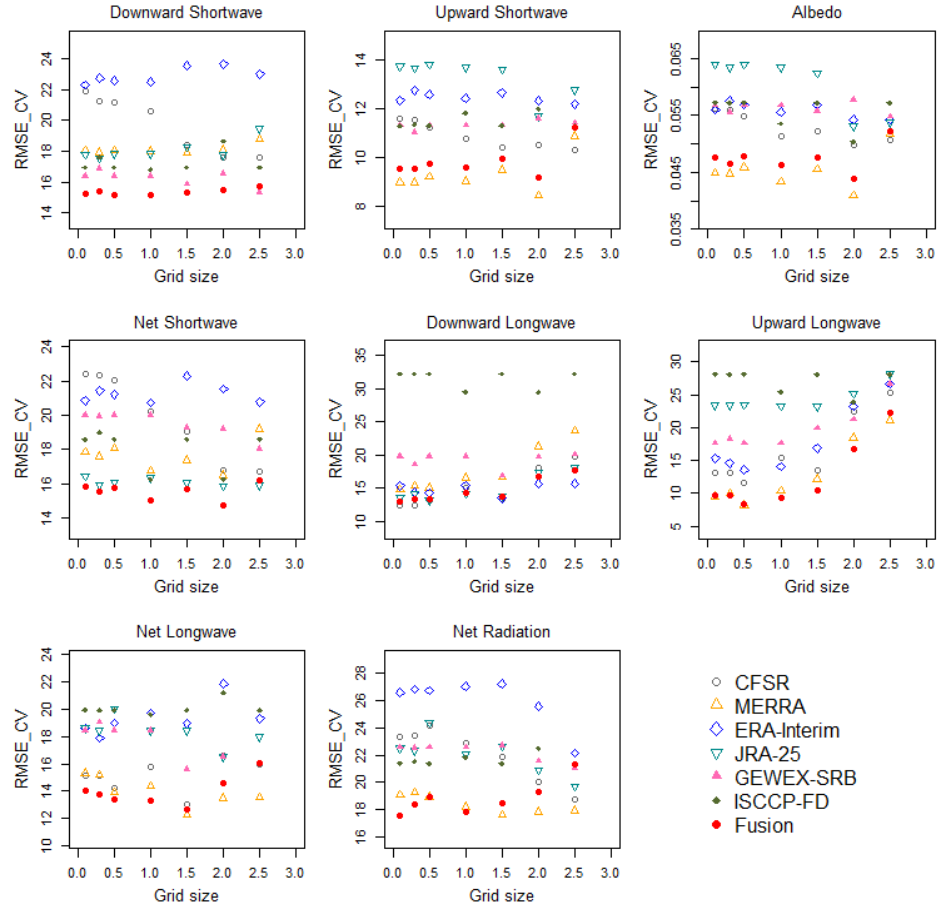 Downward Shortwave
RMSE_CV
14 16 18 20 22 24
0.0 0.5 1.0 1.5 2.0 2.5 3.0
Grid size
Upward Shortwave
RMSE_CV
8 10 12 14
0.0 0.5 1.0 1.5 2.0 2.5 3.0
Grid size
Albedo
RMSE_CV
0.035 0.045 0.055 0.065
0.0 0.5 1.0 1.5 2.0 2.5 3.0
Grid size
Net Shortwave
RMSE_CV
14 16 18 20 22 24
0.0 0.5 1.0 1.5 2.0 2.5 3.0
Grid size
Downward Longwave
RMSE_CV
10 15 20 25 30 35
0.0 0.5 1.0 1.5 2.0 2.5 3.0
Grid size
Upward Longwave
RMSE_CV
5 10 15 20 25 30
0.0 0.5 1.0 1.5 2.0 2.5 3.0
Grid size
Net Longwave
RMSE_CV
10 12 14 16 18 20 22 24
0.0 0.5 1.0 1.5 2.0 2.5 3.0
Grid size
Net Radiation
RMSE_CV
16 18 20 22 24 26 28
0.0 0.5 1.0 1.5 2.0 2.5 3.0
Grid size
CFSR
MERRA
ERA-Interim
JRA-25
GEWEX-SRB
ISCCP-FD
Fusion